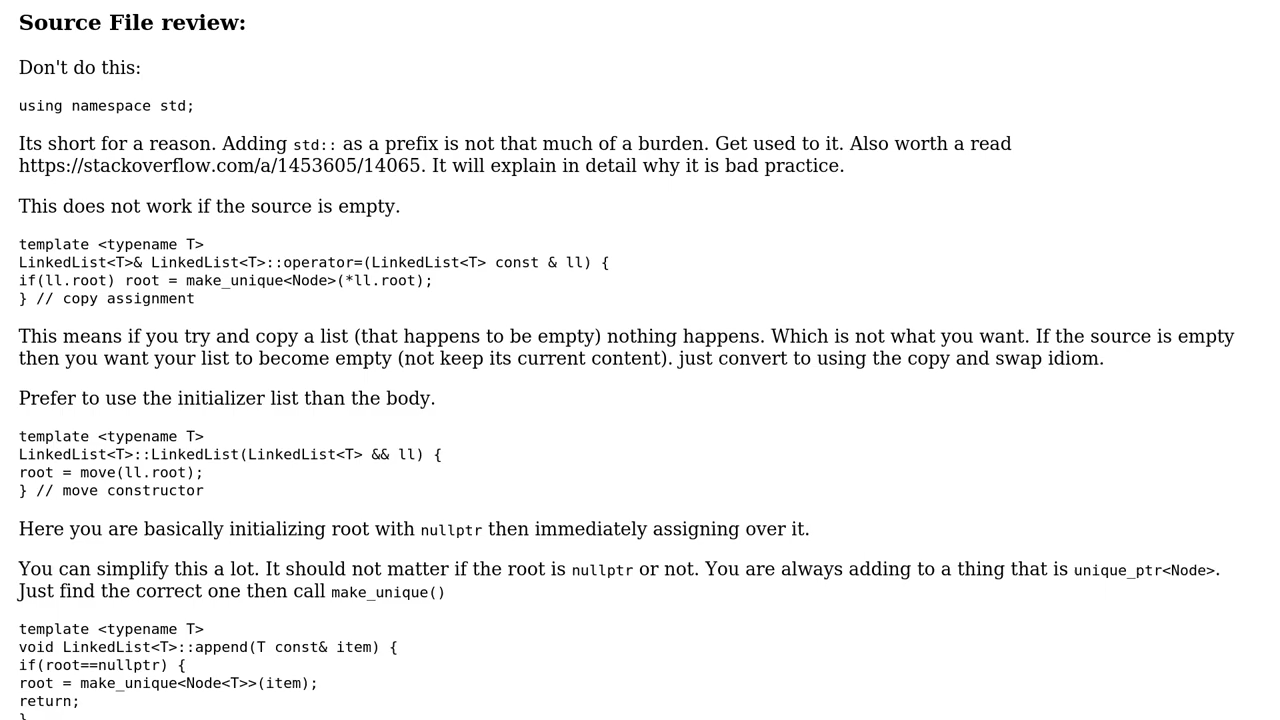 Source File review:
Don't do this:
using namespace std;
Its short for a reason. Adding std:: as a prefix is not that much of a burden. Get used to it. Also worth a read
https://stackoverflow.com/a/1453605/14065. It will explain in detail why it is bad practice.
This does not work if the source is empty.
template <typename T>
LinkedList<T>& LinkedList<T>::operator=(LinkedList<T> const & ll) {
if(ll.root) root = make_unique<Node>(*ll.root);
} // copy assignment
This means if you try and copy a list (that happens to be empty) nothing happens. Which is not what you want. If the source is empty
then you want your list to become empty (not keep its current content). just convert to using the copy and swap idiom.
Prefer to use the initializer list than the body.
template <typename T>
LinkedList<T>::LinkedList(LinkedList<T> && ll) {
root = move(ll.root);
} // move constructor
Here you are basically initializing root with nullptr then immediately assigning over it.
You can simplify this a lot. It should not matter if the root is nullptr or not. You are always adding to a thing that is unique_ptr<Node>.
Just find the correct one then call make_unique()
template <typename T>
void LinkedList<T>::append(T const& item) {
if(root==nullptr) {
root = make_unique<Node<T>>(item);
return;
}